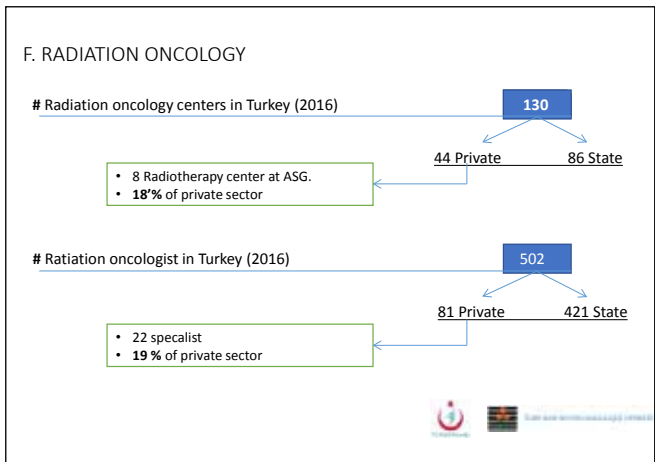 F. RADIATION ONCOLOGY
# Radiation oncology centers in Turkey (2016)
130
44 Private
86 State
• 8 Radiotherapy center at ASG.
• 18'% of private sector
# Ratiation oncologist in Turkey (2016)
502
81 Private
421 State
• 22 specalist
• 19 % of private sector